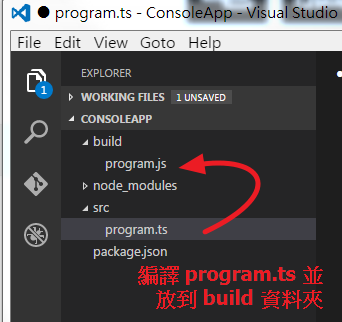 ● program.ts - ConsoleApp - Visual Studio
File Edit View Goto Help
EXPLORER
WORKING FILES 1 UNSAVED
CONSOLEAPP
build
program.js
node_modules
src
program.ts
package.json
1
編譯 program.ts 並
放到 build 資料夾